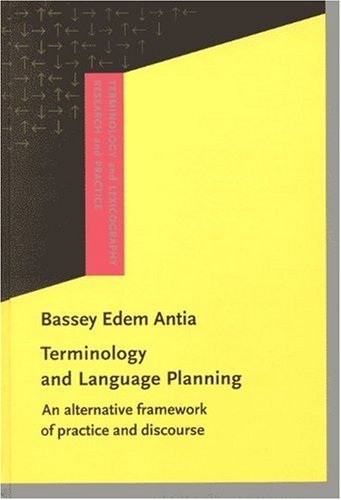 TERMINOLOGY and LEXICOGRAPHY
RESEARCH and PRACTICE
Bassey Edem Antia
Terminology
and Language Planning
An alternative framework
of practice and discourse